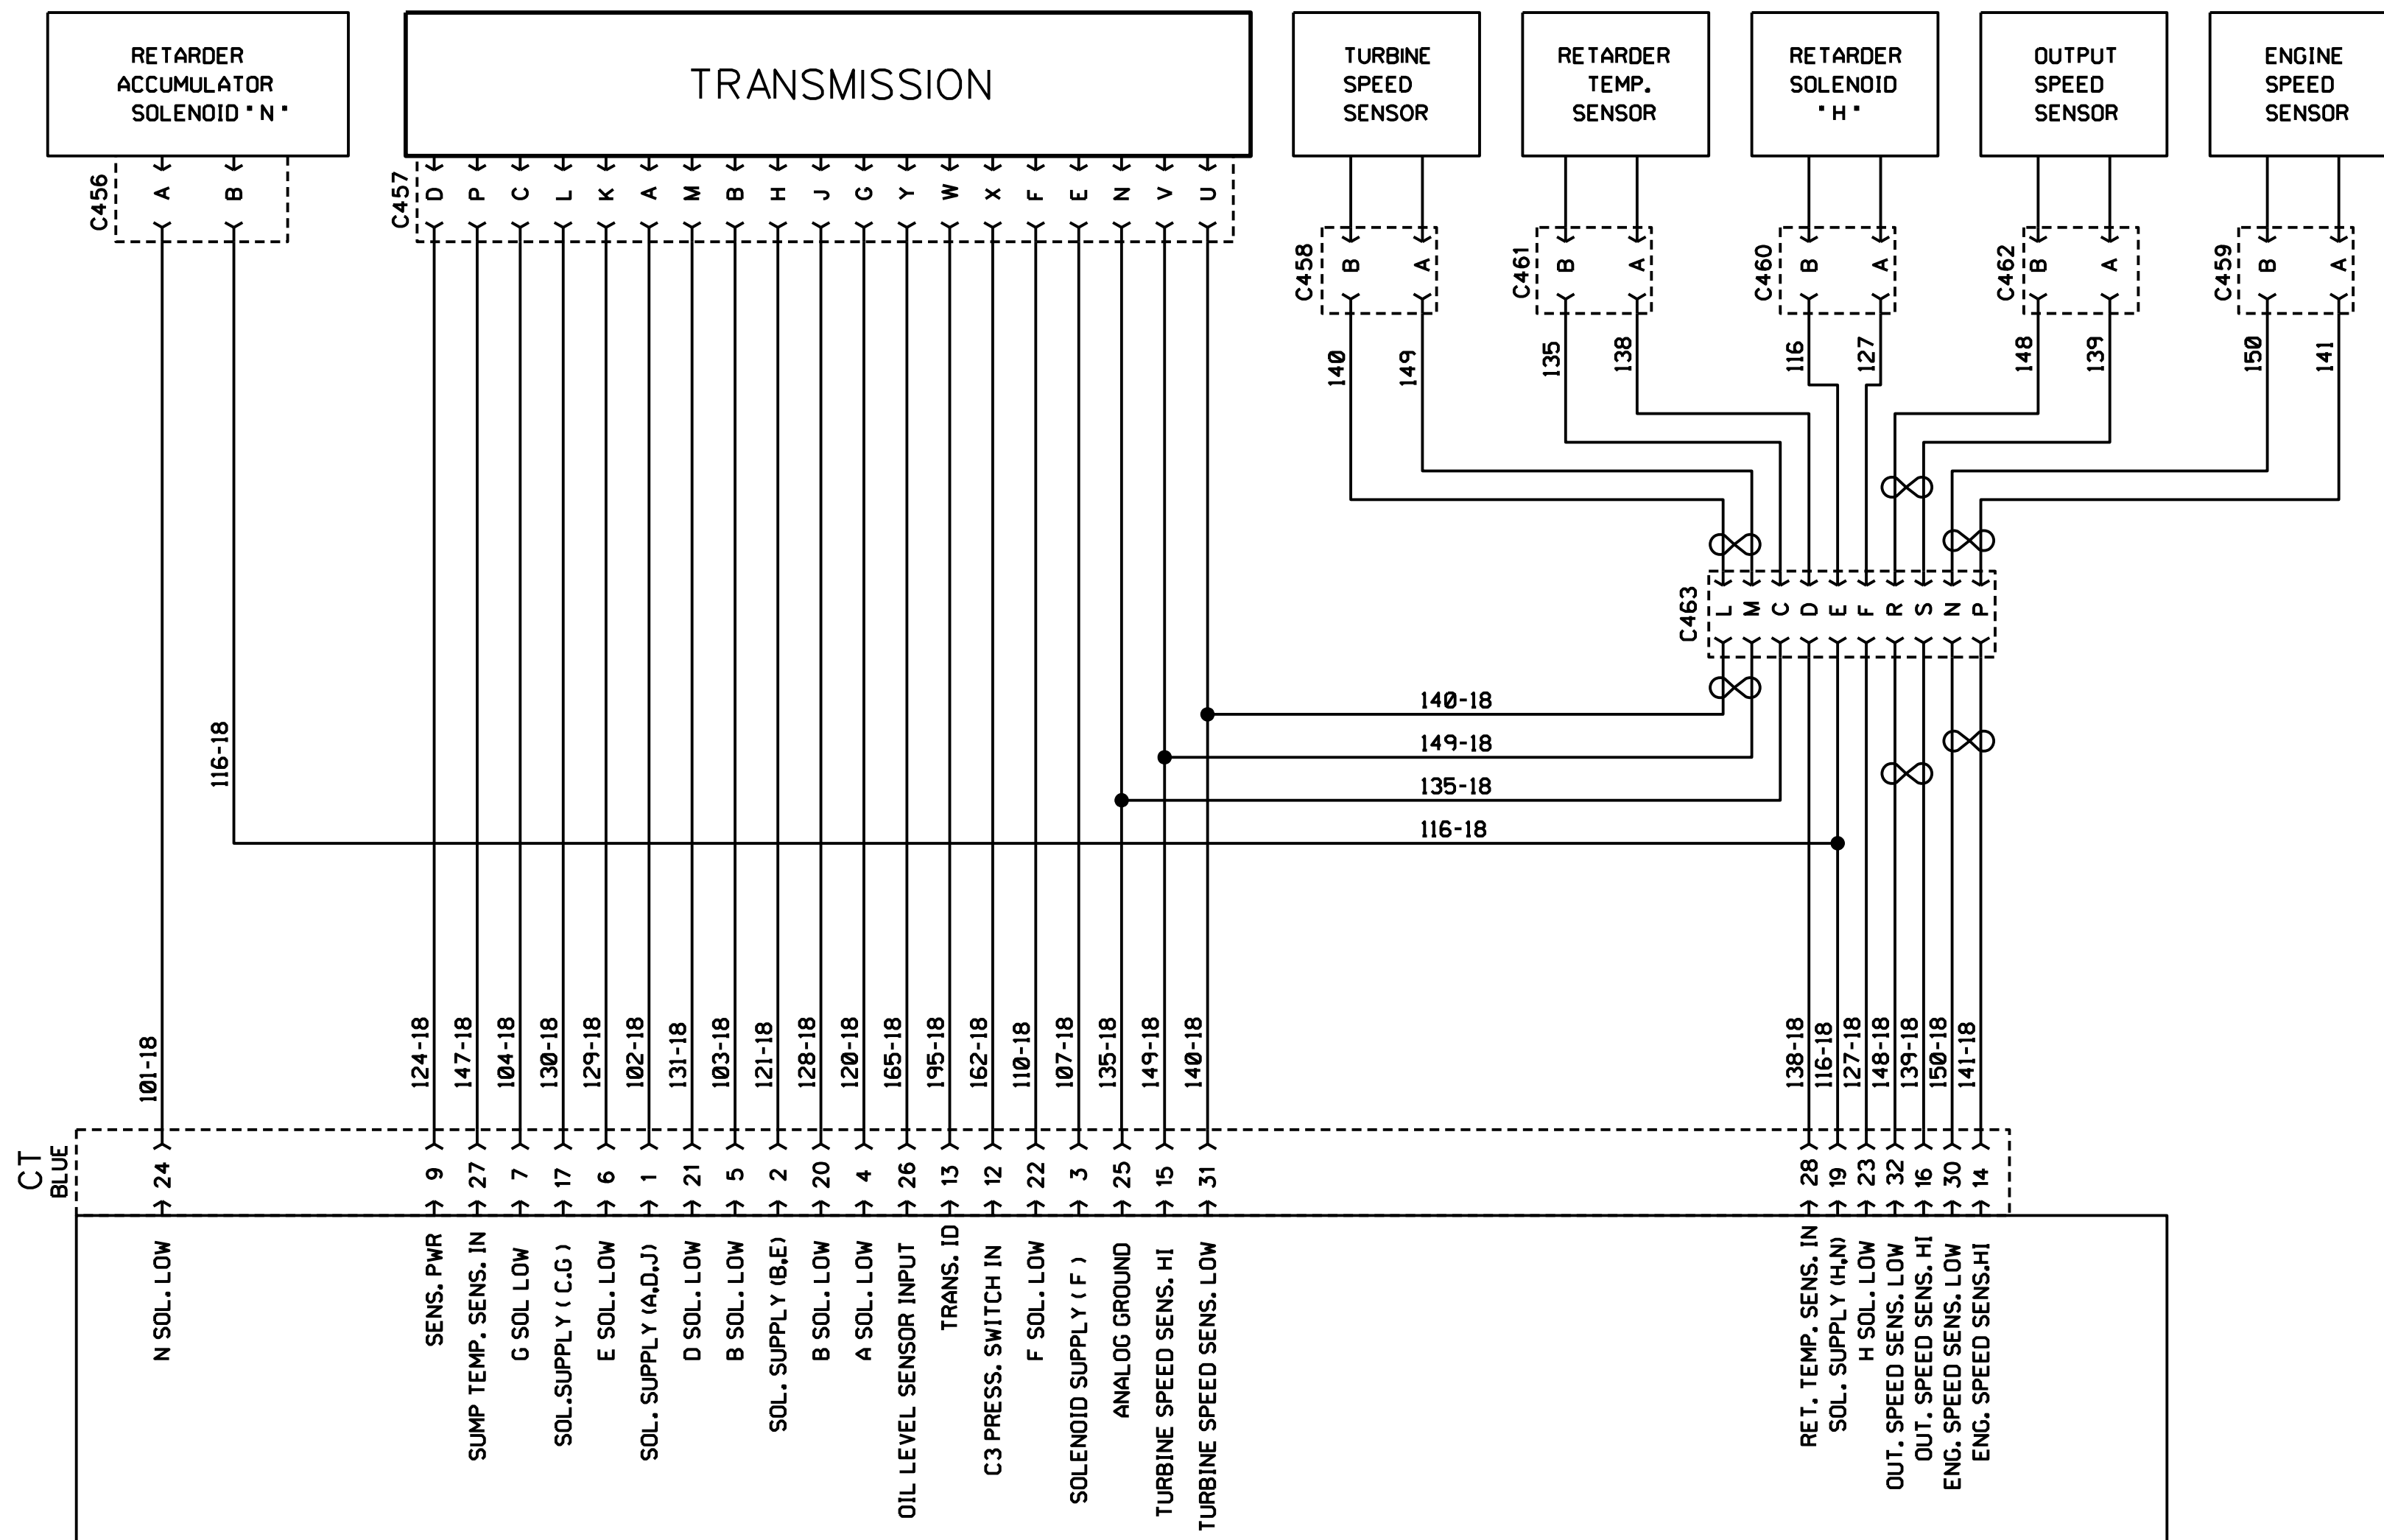 RETARDER
ACCUMULATOR
SOLENOID "N"
TRANSMISSION
TURBINE
SPEED
SENSOR
RETARDER
TEMP.
SENSOR
RETARDER
SOLENOID
"H"
OUTPUT
SPEED
SENSOR
ENGINE
SPEED
SENSOR
C456
A
B
C457
D
P
C
L
K
A
M
B
H
J
G
Y
W
X
F
E
N
V
U
C458
B
A
C461
B
A
C460
B
A
C462
B
A
C459
B
A
140
149
135
138
116
127
148
139
150
141
C463
L
M
C
D
E
F
R
S
N
P
140-18
149-18
135-18
116-18
116-18
101-18
124-18
147-18
104-18
130-18
129-18
102-18
131-18
103-18
121-18
128-18
120-18
165-18
195-18
162-18
110-18
107-18
135-18
149-18
140-18
138-18
116-18
127-18
148-18
139-18
150-18
141-18
CT
BLUE
24
9
27
7
17
6
1
21
5
2
20
4
26
13
12
22
3
25
15
31
28
19
23
32
16
30
14
N SOL. LOW
SENS. PWR
SUMP TEMP. SENS. IN
G SOL LOW
SOL.SUPPLY ( C.G )
E SOL. LOW
SOL. SUPPLY (A,D,J)
D SOL. LOW
B SOL. LOW
SOL. SUPPLY (B,E)
B SOL. LOW
A SOL. LOW
OIL LEVEL SENSOR INPUT
TRANS. ID
C3 PRESS. SWITCH IN
F SOL. LOW
SOLENOID SUPPLY ( F )
ANALOG GROUND
TURBINE SPEED SENS. HI
TURBINE SPEED SENS. LOW
RET. TEMP. SENS. IN
SOL. SUPPLY (H,N)
H SOL. LOW
OUT. SPEED SENS. LOW
OUT. SPEED SENS. HI
ENG. SPEED SENS. LOW
ENG. SPEED SENS.HI